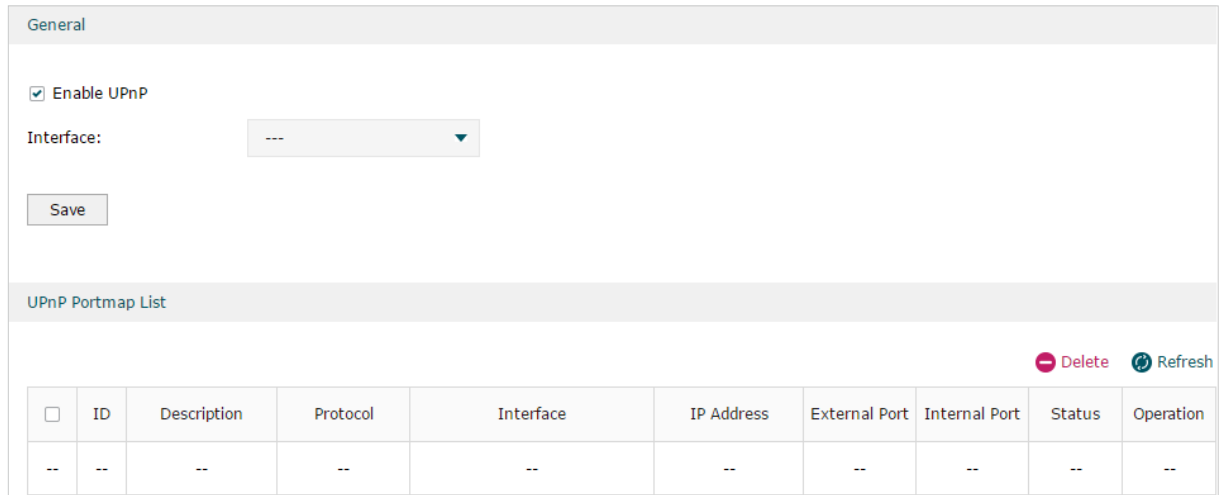 General
Enable UPnP
Interface: ---
Save
UPnP Portmap List
Delete Refresh
ID Description Protocol Interface IP Address External Port Internal Port Status Operation
-- -- -- -- -- -- -- -- -- --